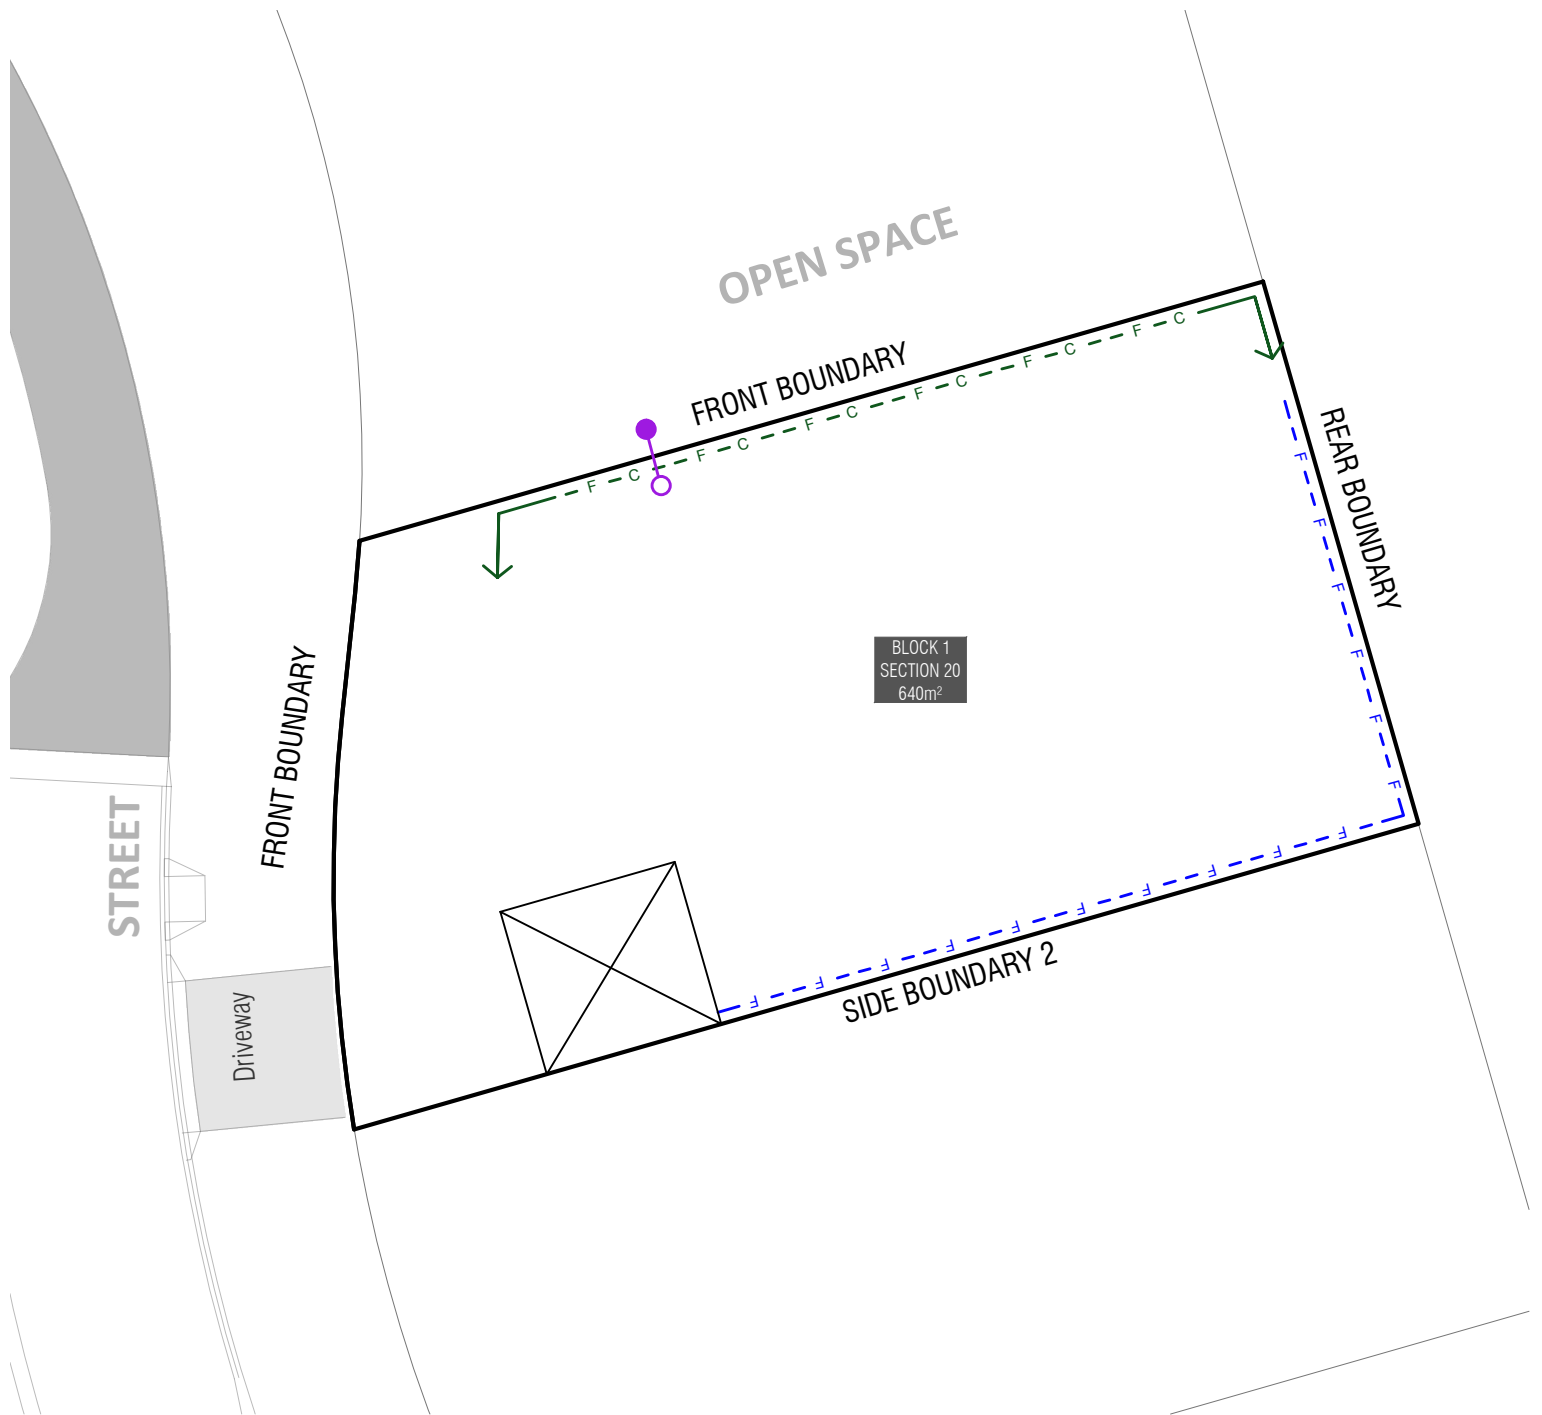 OPEN SPACE
FRONT BOUNDARY
F C F C F C F C F C F C
REAR BOUNDARY
F F F F F F
BLOCK 1
SECTION 20
640m²
FRONT BOUNDARY
STREET
Driveway
F F F F F F F F F F
SIDE BOUNDARY 2